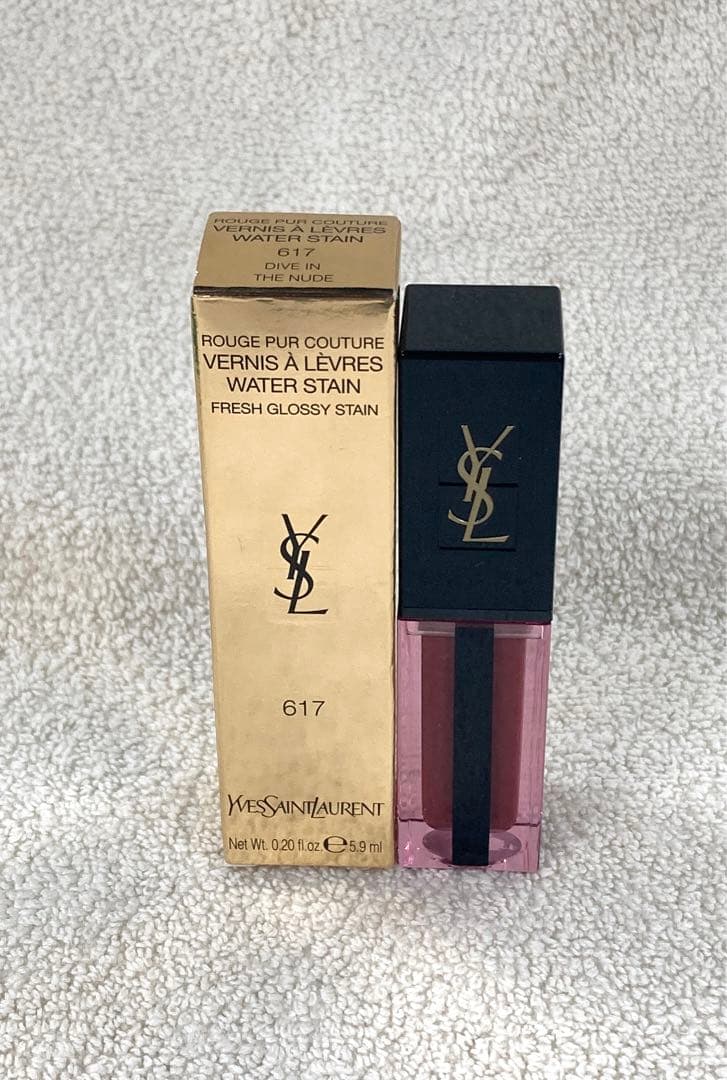 ROUGE PUR COUTURE
VERNIS À LÈVRES
WATER STAIN
617
DIVE IN
THE NUDE
ROUGE PUR COUTURE
VERNIS À LÈVRES
WATER STAIN
FRESH GLOSSY STAIN
YSL
617
YVESSAINTLAURENT
Net Wt. 0.20 fl.oz. ℮ 5.9 ml
YSL